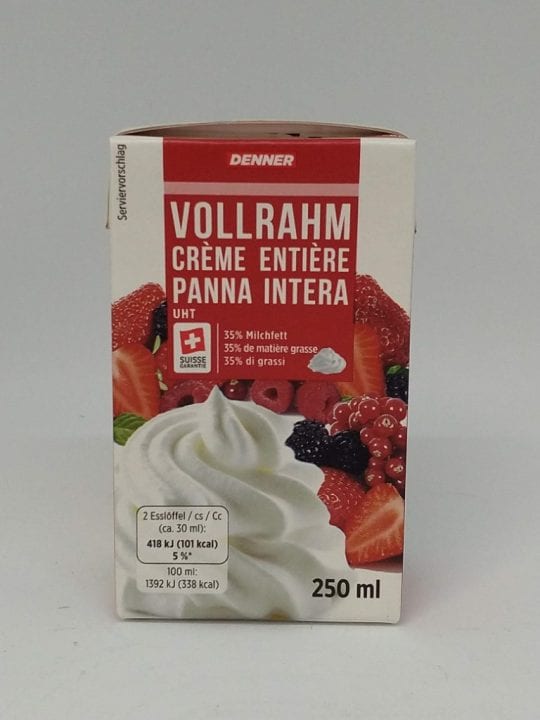 Serviervorschlag
DENNER
VOLLRAHM
CRÈME ENTIÈRE
PANNA INTERA
UHT
SUISSE
GARANTIE
35% Milchfett
35% de matière grasse
35% di grassi
2 Esslöffel / cs / Cc
(ca. 30 ml):
418 kJ (101 kcal)
5 %*
100 ml:
1392 kJ (338 kcal)
250 ml